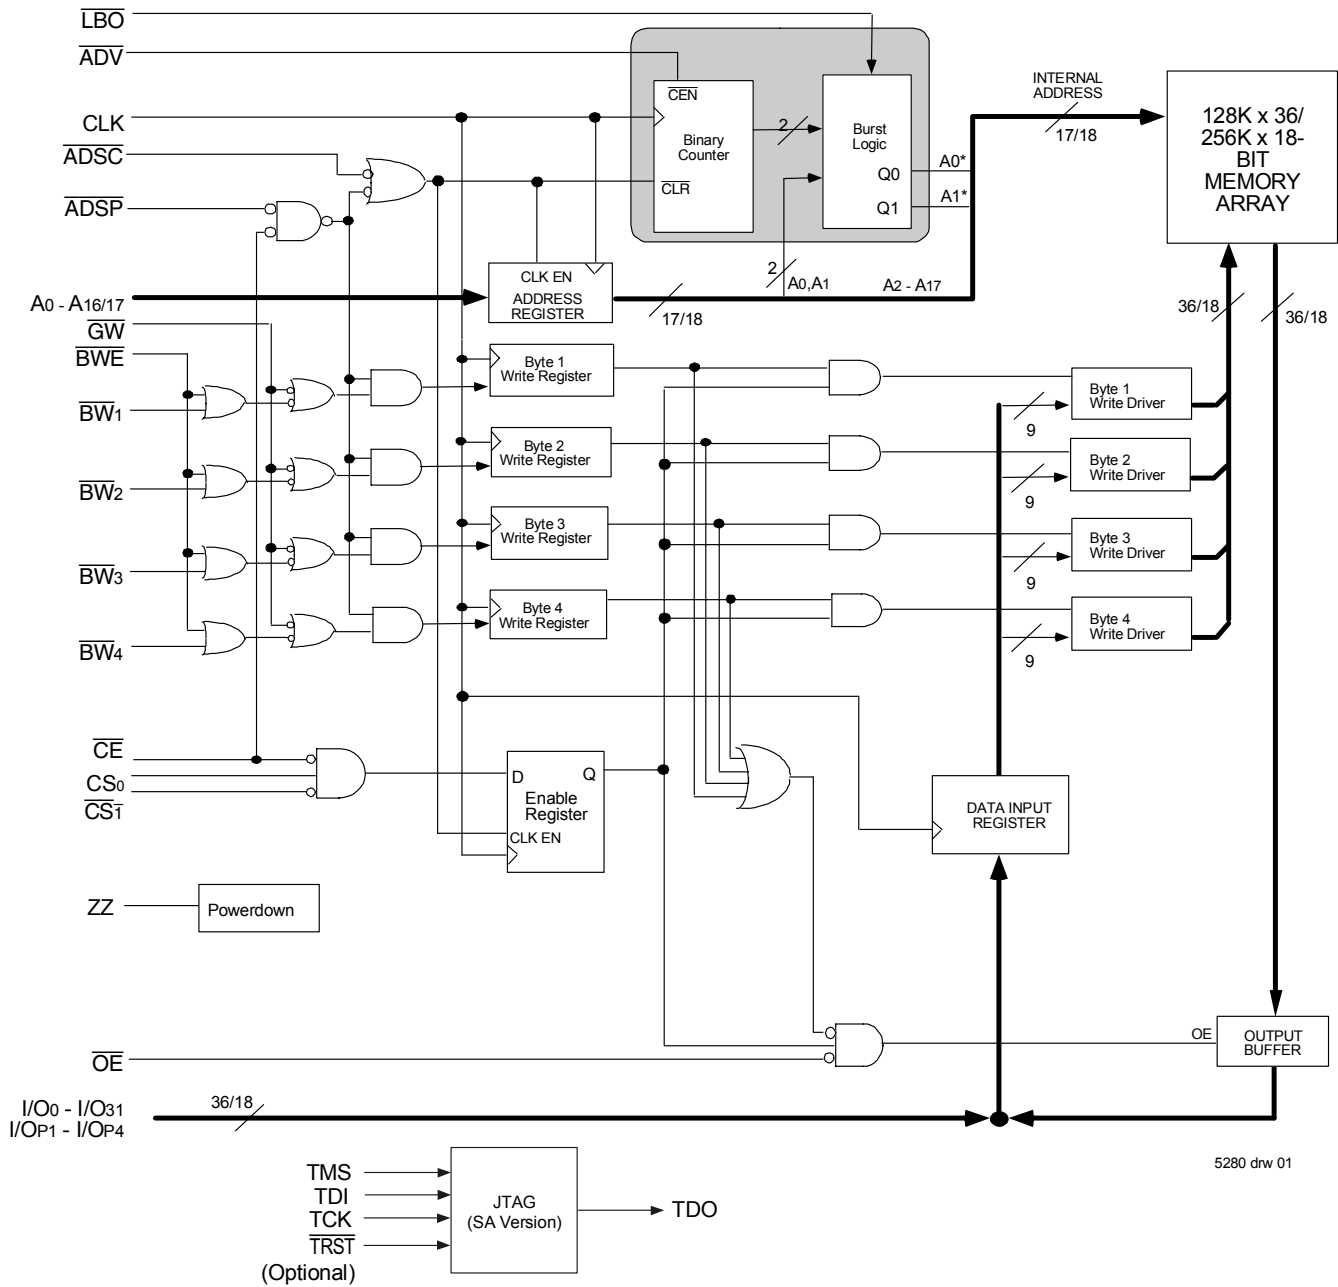 LBO
ADV
CLK
ADSC
ADSP
A0 - A16/17
GW
BWE
BW1
BW2
BW3
BW4
CE
CS0
CS1
ZZ
Powerdown
OE
I/O0 - I/O31
I/OP1 - I/OP4
36/18
CEN
Binary
Counter
CLR
2
Burst
Logic
Q0
Q1
A0*
A1*
INTERNAL
ADDRESS
17/18
128K x 36/
256K x 18-
BIT
MEMORY
ARRAY
CLK EN
ADDRESS
REGISTER
17/18
2
A0,A1
A2 - A17
36/18
36/18
Byte 1
Write Register
Byte 2
Write Register
Byte 3
Write Register
Byte 4
Write Register
9
Byte 1
Write Driver
9
Byte 2
Write Driver
9
Byte 3
Write Driver
9
Byte 4
Write Driver
D
Q
Enable
Register
CLK EN
DATA INPUT
REGISTER
OE
OUTPUT
BUFFER
5280 drw 01
TMS
TDI
TCK
TRST
(Optional)
JTAG
(SA Version)
TDO